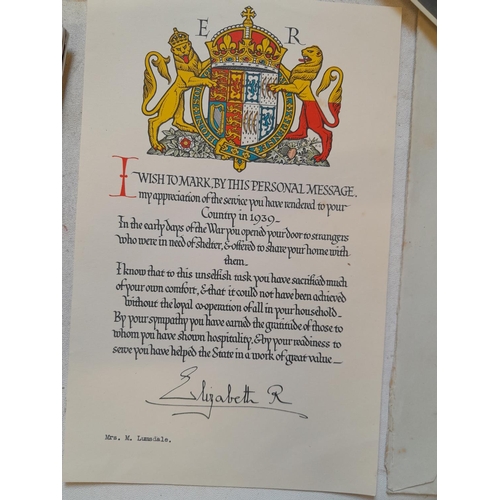 E R
I WISH TO MARK, BY THIS PERSONAL MESSAGE,
my appreciation of the service you have rendered to your
Country in 1939_
In the early days of the War you opened your door to strangers
who were in need of shelter, & offered to share your home with
them_
I know that to this unselfish task you have sacrificed much
of your own comfort, & that it could not have been achieved
without the loyal co-operation of all in your household_
By your sympathy you have earned the gratitude of those to
whom you have shown hospitality, & by your readiness to
serve you have helped the State in a work of great value_
Elizabeth R
Mrs. M. Lumsdale.